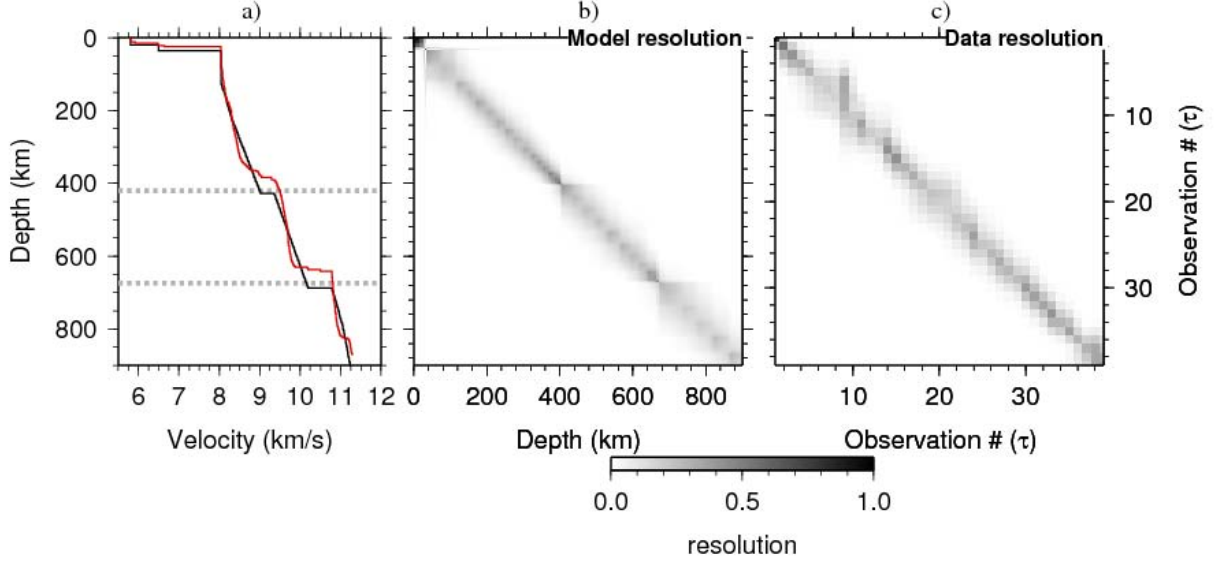 a) b) c)
Model resolution Data resolution
0
200
400
600
800
Depth (km)
6 7 8 9 10 11 12
Velocity (km/s)
0 200 400 600 800
Depth (km)
10 20 30
Observation # (τ)
10
20
30
Observation # (τ)
0.0 0.5 1.0
resolution